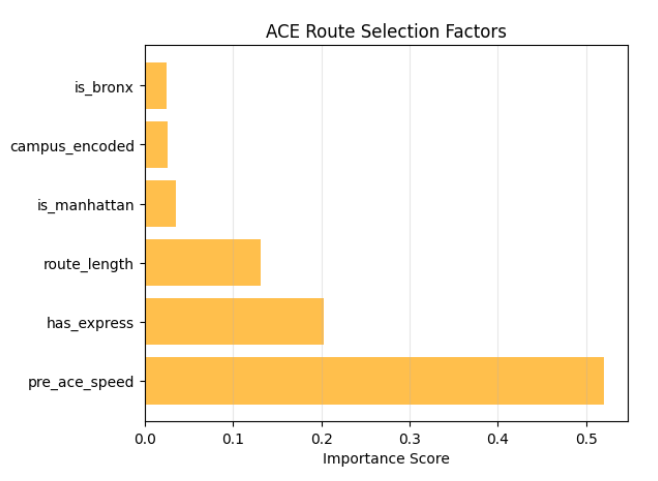 ACE Route Selection Factors
is_bronx
campus_encoded
is_manhattan
route_length
has_express
pre_ace_speed
0.0 0.1 0.2 0.3 0.4 0.5
Importance Score